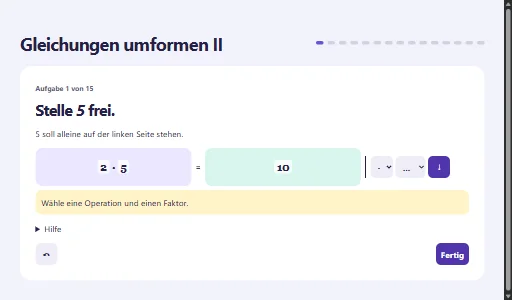 Gleichungen umformen II
Aufgabe 1 von 15
Stelle 5 frei.
5 soll alleine auf der linken Seite stehen.
2 · 5 = 10 | · ... ↓
Wähle eine Operation und einen Faktor.
Hilfe
Fertig